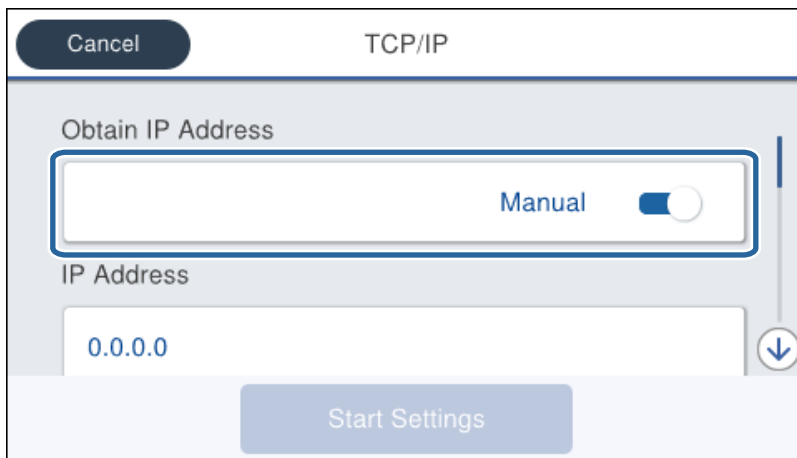 Cancel TCP/IP
Obtain IP Address
Manual
IP Address
0.0.0.0
Start Settings